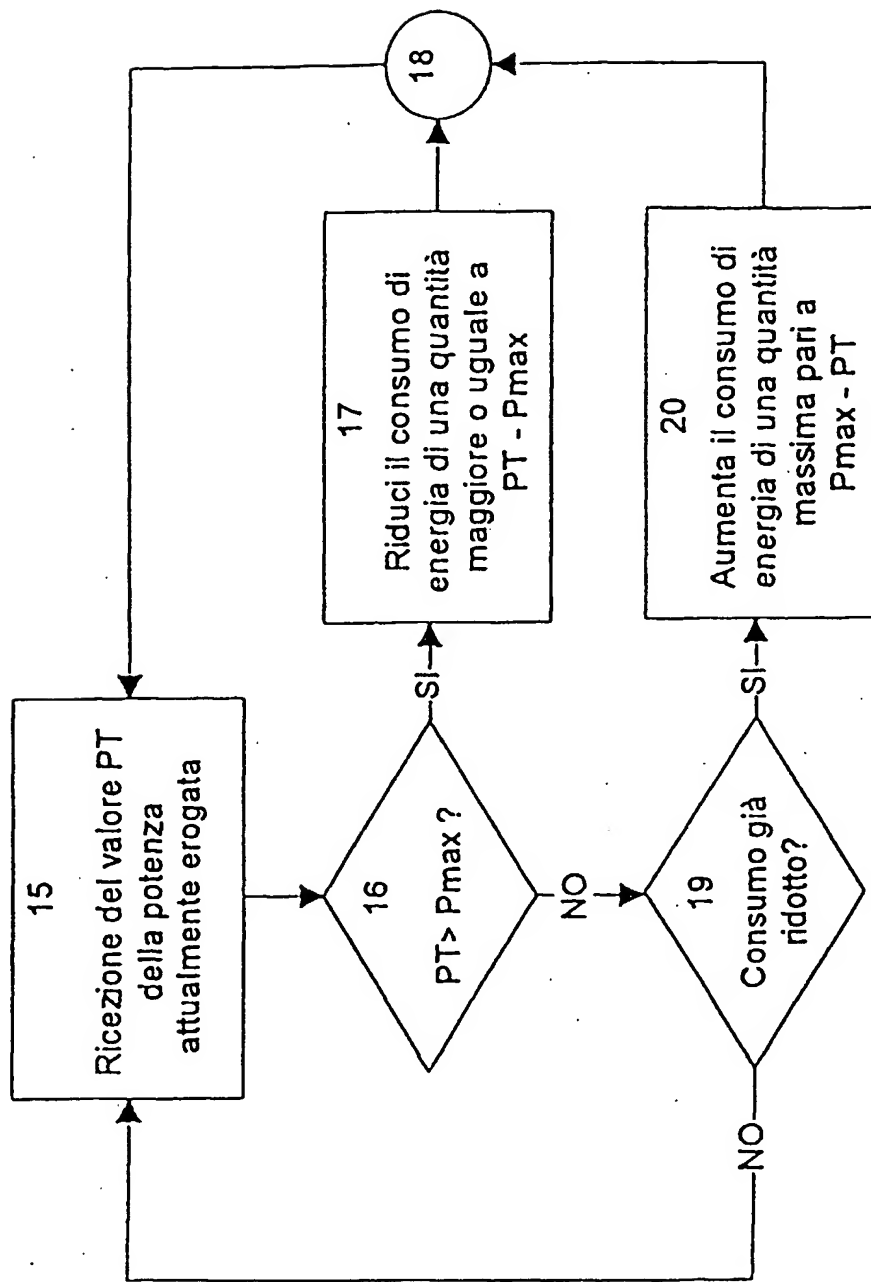 15
Ricezione del valore PT
della potenza
attualmente erogata
16
PT> Pmax ?
SI
NO
17
Riduci il consumo di
energia di una quantità
maggiore o uguale a
PT - Pmax
18
19
Consumo già
ridotto?
SI
NO
20
Aumenta il consumo di
energia di una quantità
massima pari a
Pmax - PT